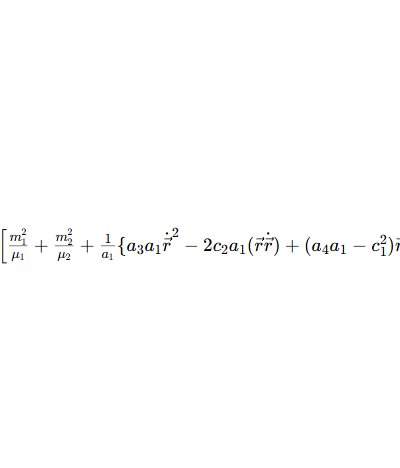 [m₁²/μ₁ + m₂²/μ₂ + 1/a₁{a₃a₁ṙ⃗² − 2c₂a₁(r⃗ṙ⃗) + (a₄a₁ − c₁²)